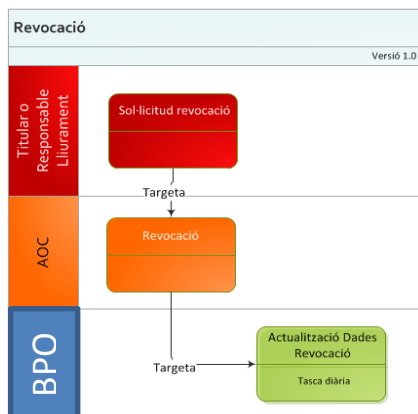 Revocació
Versió 1.0
Titular o
Responsable
Lliurament
Sol·licitud revocació
Targeta
AOC
Revocació
BPO
Targeta
Actualització Dades
Revocació
Tasca diària